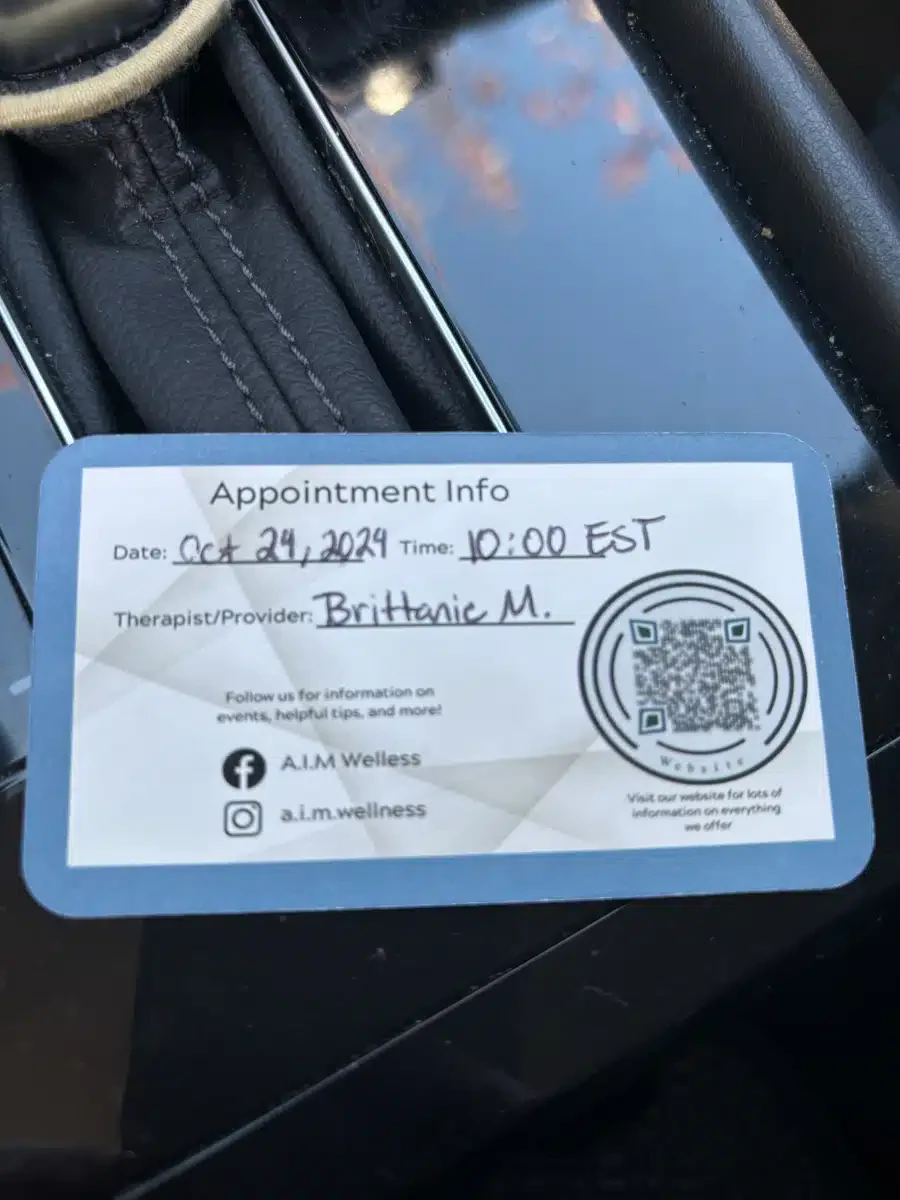 Appointment Info
Date: Oct 24, 2024 Time: 10:00 EST
Therapist/Provider: Brittanie M.
Follow us for information on
events, helpful tips, and more!
A.I.M Welless
a.i.m.wellness
Website
Visit our website for lots of
information on everything
we offer